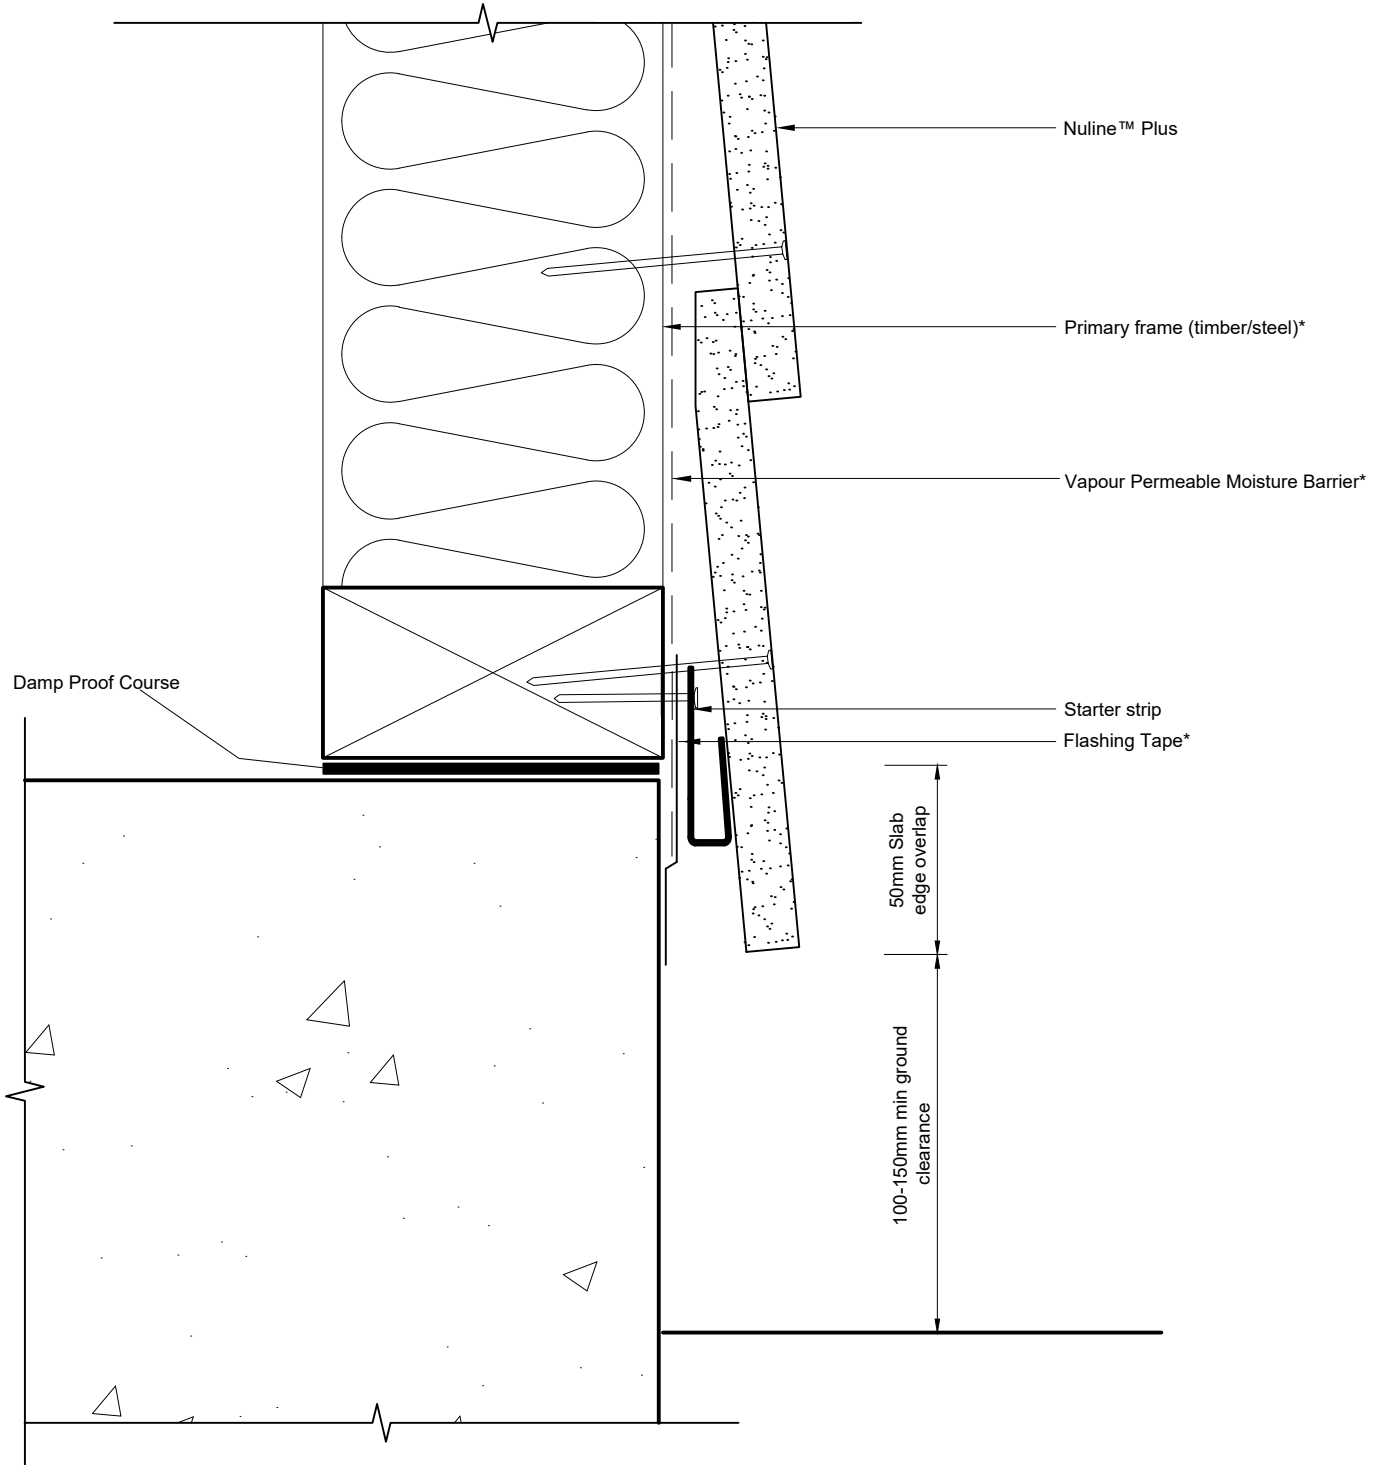 Nuline™ Plus
Primary frame (timber/steel)*
Vapour Permeable Moisture Barrier*
Damp Proof Course
Starter strip
Flashing Tape*
50mm Slab
edge overlap
100-150mm min ground
clearance